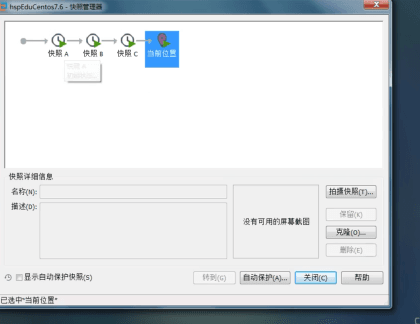 hspEduCentos7.6 - 快照管理器
快照 A
快照 B
快照 C
当前位置
快照 A
快照详细信息
名称(N):
描述(D):
没有可用的屏幕截图
拍摄快照(T)...
保留(K)
克隆(O)...
删除(E)
显示自动保护快照(S)
转到(G)
自动保护(A)...
关闭(C)
帮助
已选中"当前位置"